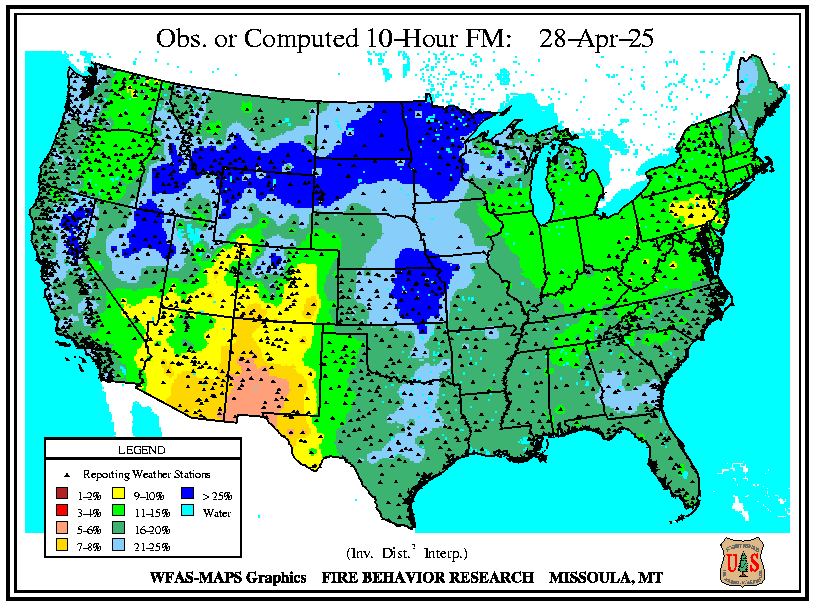 Obs. or Computed 10-Hour FM: 28-Apr-25
LEGEND
Reporting Weather Stations
1-2% 9-10% > 25%
3-4% 11-15% Water
5-6% 16-20%
7-8% 21-25%
(Inv. Dist.² Interp.)
WFAS-MAPS Graphics FIRE BEHAVIOR RESEARCH MISSOULA, MT
U S